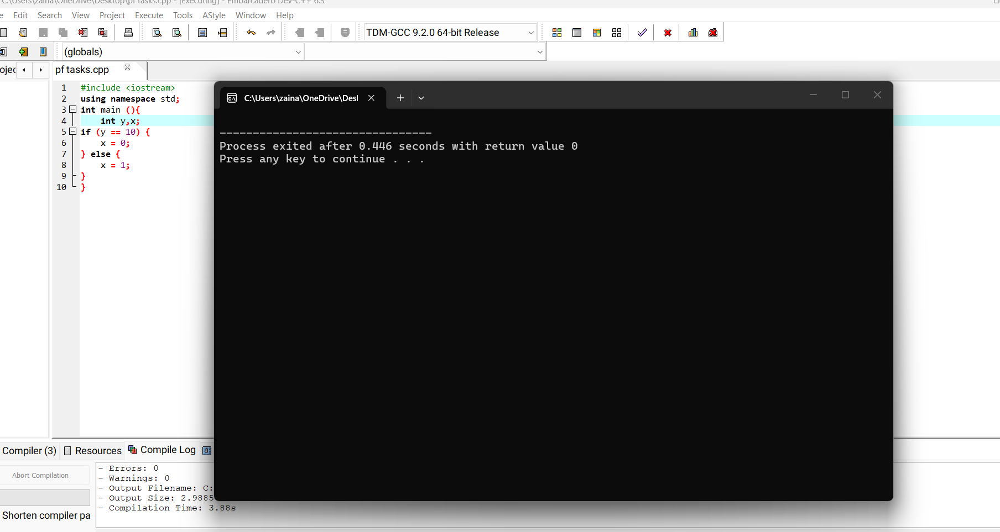 C:\Users\zaina\OneDrive\Desktop\pf tasks.cpp - [Executing] - Embarcadero Dev-C++ 6.3
Edit Search View Project Execute Tools AStyle Window Help
TDM-GCC 9.2.0 64-bit Release
(globals)
pf tasks.cpp
1 #include <iostream>
2 using namespace std;
3 int main (){
4 int y,x;
5 if (y == 10) {
6 x = 0;
7 } else {
8 x = 1;
9 }
10 }
C:\Users\zaina\OneDrive\Desl
--------------------------------
Process exited after 0.446 seconds with return value 0
Press any key to continue . . .
Compiler (3) Resources Compile Log
Abort Compilation
Shorten compiler pa
- Errors: 0
- Warnings: 0
- Output Filename: C:
- Output Size: 2.9885
- Compilation Time: 3.88s